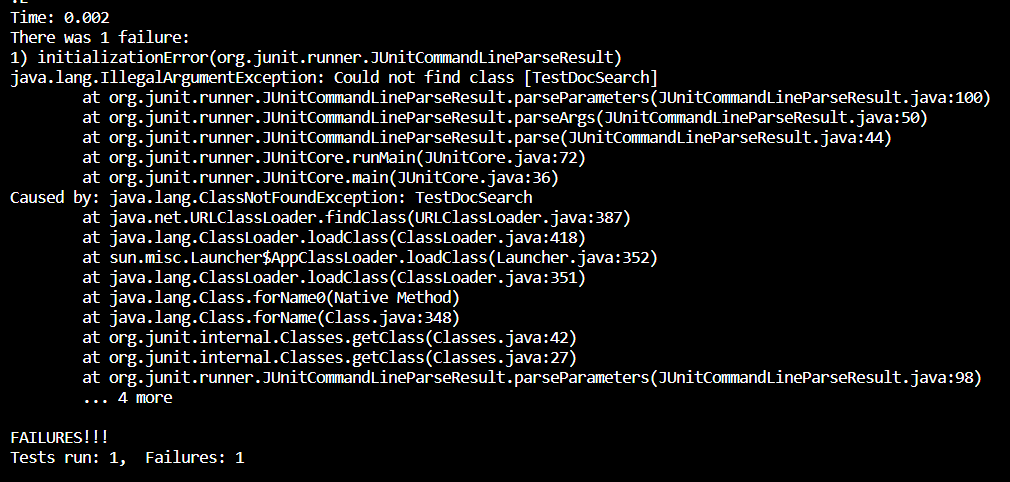 .E
Time: 0.002
There was 1 failure:
1) initializationError(org.junit.runner.JUnitCommandLineParseResult)
java.lang.IllegalArgumentException: Could not find class [TestDocSearch]
        at org.junit.runner.JUnitCommandLineParseResult.parseParameters(JUnitCommandLineParseResult.java:100)
        at org.junit.runner.JUnitCommandLineParseResult.parseArgs(JUnitCommandLineParseResult.java:50)
        at org.junit.runner.JUnitCommandLineParseResult.parse(JUnitCommandLineParseResult.java:44)
        at org.junit.runner.JUnitCore.runMain(JUnitCore.java:72)
        at org.junit.runner.JUnitCore.main(JUnitCore.java:36)
Caused by: java.lang.ClassNotFoundException: TestDocSearch
        at java.net.URLClassLoader.findClass(URLClassLoader.java:387)
        at java.lang.ClassLoader.loadClass(ClassLoader.java:418)
        at sun.misc.Launcher$AppClassLoader.loadClass(Launcher.java:352)
        at java.lang.ClassLoader.loadClass(ClassLoader.java:351)
        at java.lang.Class.forName0(Native Method)
        at java.lang.Class.forName(Class.java:348)
        at org.junit.internal.Classes.getClass(Classes.java:42)
        at org.junit.internal.Classes.getClass(Classes.java:27)
        at org.junit.runner.JUnitCommandLineParseResult.parseParameters(JUnitCommandLineParseResult.java:98)
        ... 4 more

FAILURES!!!
Tests run: 1,  Failures: 1